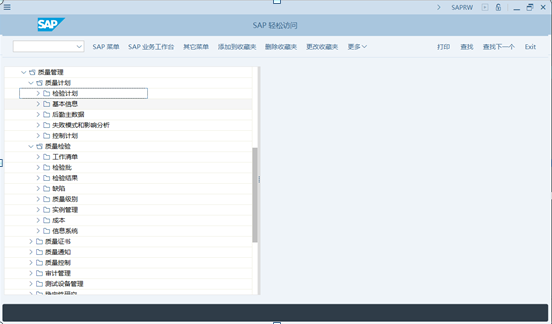 SAPRW
SAP
SAP 轻松访问
SAP 菜单 SAP 业务工作台 其它菜单 添加到收藏夹 删除收藏夹 更改收藏夹 更多 打印 查找 查找下一个 Exit
质量管理
质量计划
检验计划
基本信息
后勤主数据
失败模式和影响分析
控制计划
质量检验
工作清单
检验批
检验结果
缺陷
质量级别
实例管理
成本
信息系统
质量证书
质量通知
质量控制
审计管理
测试设备管理
稳定性研究